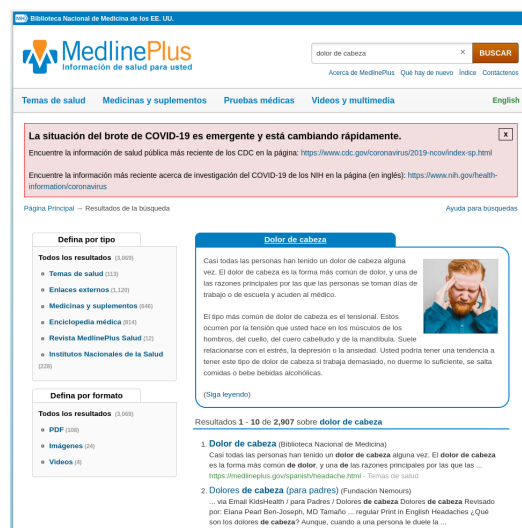 NIH Biblioteca Nacional de Medicina de los EE. UU.
MedlinePlus
Información de salud para usted
dolor de cabeza × BUSCAR
Acerca de MedlinePlus Qué hay de nuevo Índice Contáctenos
Temas de salud Medicinas y suplementos Pruebas médicas Videos y multimedia English
La situación del brote de COVID-19 es emergente y está cambiando rápidamente. x
Encuentre la información de salud pública más reciente de los CDC en la página: https://www.cdc.gov/coronavirus/2019-ncov/index-sp.html
Encuentre la información más reciente acerca de investigación del COVID-19 de los NIH en la página (en inglés): https://www.nih.gov/health-
information/coronavirus
Página Principal → Resultados de la búsqueda Ayuda para búsquedas
Defina por tipo
Todos los resultados (3,069)
Temas de salud (113)
Enlaces externos (1,120)
Medicinas y suplementos (646)
Enciclopedia médica (814)
Revista MedlinePlus Salud (12)
Institutos Nacionales de la Salud
(228)
Defina por formato
Todos los resultados (3,069)
PDF (108)
Imágenes (24)
Videos (4)
Dolor de cabeza
Casi todas las personas han tenido un dolor de cabeza alguna
vez. El dolor de cabeza es la forma más común de dolor, y una de
las razones principales por las que las personas se toman días de
trabajo o de escuela y acuden al médico.
El tipo más común de dolor de cabeza es el tensional. Estos
ocurren por la tensión que usted hace en los músculos de los
hombros, del cuello, del cuero cabelludo y de la mandíbula. Suele
relacionarse con el estrés, la depresión o la ansiedad. Usted podría tener una tendencia a
tener este tipo de dolor de cabeza si trabaja demasiado, no duerme lo suficiente, se salta
comidas o bebe bebidas alcohólicas.
(Siga leyendo)
Resultados 1 - 10 de 2,907 sobre dolor de cabeza
1. Dolor de cabeza (Biblioteca Nacional de Medicina)
Casi todas las personas han tenido un dolor de cabeza alguna vez. El dolor de cabeza
es la forma más común de dolor, y una de las razones principales por las que las ...
https://medlineplus.gov/spanish/headache.html - Temas de salud
2. Dolores de cabeza (para padres) (Fundación Nemours)
... via Email KidsHealth / para Padres / Dolores de cabeza Dolores de cabeza Revisado
por: Elana Pearl Ben-Joseph, MD Tamaño ... regular Print in English Headaches ¿Qué
son los dolores de cabeza? Aunque, cuando a una persona le duele la ...